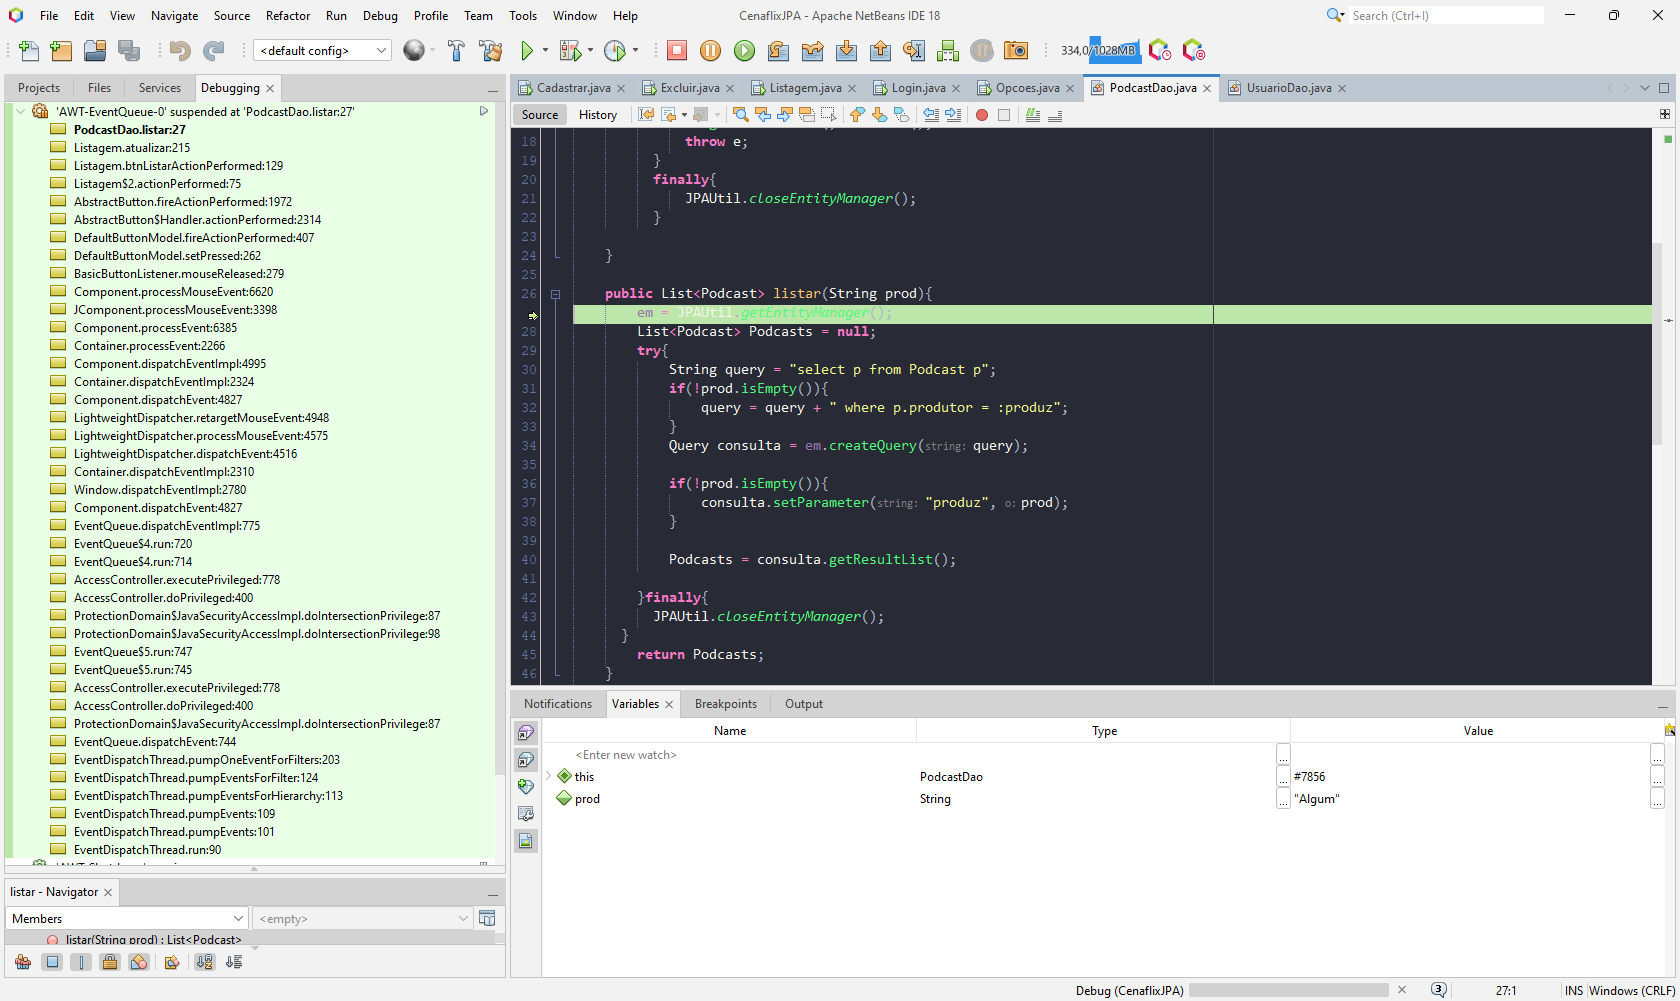 File Edit View Navigate Source Refactor Run Debug Profile Team Tools Window Help
CenaflixJPA - Apache NetBeans IDE 18
Search (Ctrl+I)
<default config>
334,0/1028MB
Projects Files Services Debugging
'AWT-EventQueue-0' suspended at 'PodcastDao.listar:27'
PodcastDao.listar:27
Listagem.atualizar:215
Listagem.btnListarActionPerformed:129
Listagem$2.actionPerformed:75
AbstractButton.fireActionPerformed:1972
AbstractButton$Handler.actionPerformed:2314
DefaultButtonModel.fireActionPerformed:407
DefaultButtonModel.setPressed:262
BasicButtonListener.mouseReleased:279
Component.processMouseEvent:6620
JComponent.processMouseEvent:3398
Component.processEvent:6385
Container.processEvent:2266
Component.dispatchEventImpl:4995
Container.dispatchEventImpl:2324
Component.dispatchEvent:4827
LightweightDispatcher.retargetMouseEvent:4948
LightweightDispatcher.processMouseEvent:4575
LightweightDispatcher.dispatchEvent:4516
Container.dispatchEventImpl:2310
Window.dispatchEventImpl:2780
Component.dispatchEvent:4827
EventQueue.dispatchEventImpl:775
EventQueue$4.run:720
EventQueue$4.run:714
AccessController.executePrivileged:778
AccessController.doPrivileged:400
ProtectionDomain$JavaSecurityAccessImpl.doIntersectionPrivilege:87
ProtectionDomain$JavaSecurityAccessImpl.doIntersectionPrivilege:98
EventQueue$5.run:747
EventQueue$5.run:745
AccessController.executePrivileged:778
AccessController.doPrivileged:400
ProtectionDomain$JavaSecurityAccessImpl.doIntersectionPrivilege:87
EventQueue.dispatchEvent:744
EventDispatchThread.pumpOneEventForFilters:203
EventDispatchThread.pumpEventsForFilter:124
EventDispatchThread.pumpEventsForHierarchy:113
EventDispatchThread.pumpEvents:109
EventDispatchThread.pumpEvents:101
EventDispatchThread.run:90
listar - Navigator
Members
<empty>
listar(String prod) : List<Podcast>
Cadastrar.java Excluir.java Listagem.java Login.java Opcoes.java PodcastDao.java UsuarioDao.java
Source History
18 throw e;
19 }
20 finally{
21 JPAUtil.closeEntityManager();
22 }
23
24 }
25
26 public List<Podcast> listar(String prod){
em = JPAUtil.getEntityManager();
28 List<Podcast> Podcasts = null;
29 try{
30 String query = "select p from Podcast p";
31 if(!prod.isEmpty()){
32 query = query + " where p.produtor = :produz";
33 }
34 Query consulta = em.createQuery(string: query);
35
36 if(!prod.isEmpty()){
37 consulta.setParameter(string: "produz", o: prod);
38 }
39
40 Podcasts = consulta.getResultList();
41
42 }finally{
43 JPAUtil.closeEntityManager();
44 }
45 return Podcasts;
46 }
Notifications Variables Breakpoints Output
Name Type Value
<Enter new watch> ... ...
this PodcastDao ... #7856 ...
prod String ... "Algum" ...
Debug (CenaflixJPA) 3 27:1 INS Windows (CRLF)